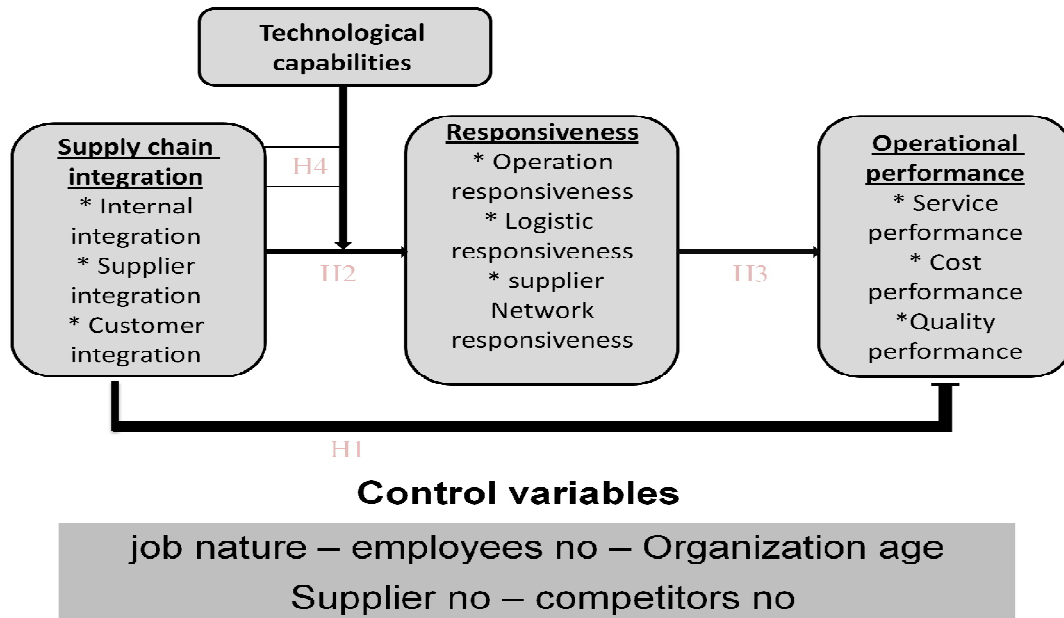 Technological
capabilities
Supply chain
integration
* Internal
integration
* Supplier
integration
* Customer
integration
H4
H2
Responsiveness
* Operation
responsiveness
* Logistic
responsiveness
* supplier
Network
responsiveness
H3
Operational
performance
* Service
performance
* Cost
performance
*Quality
performance
H1
Control variables
job nature – employees no – Organization age
Supplier no – competitors no